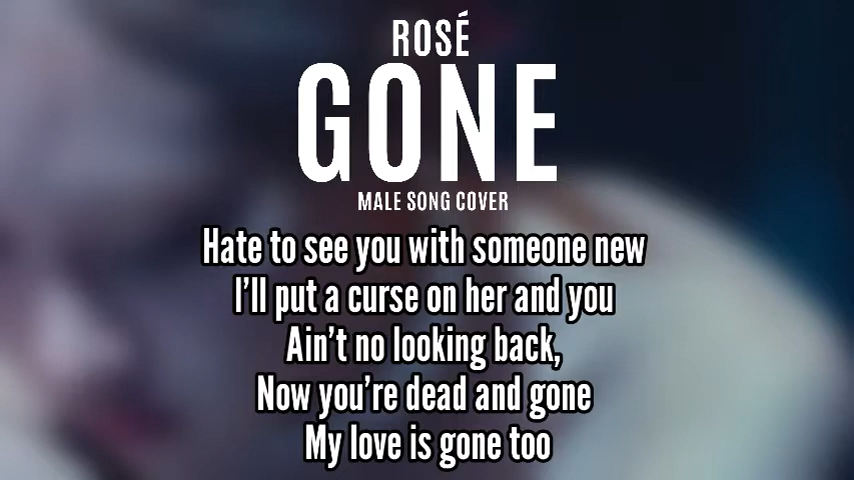 ROSÉ
GONE
MALE SONG COVER
Hate to see you with someone new
I'll put a curse on her and you
Ain't no looking back,
Now you're dead and gone
My love is gone too